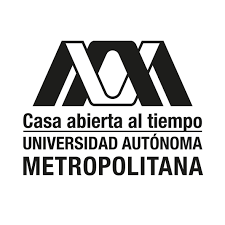 Casa abierta al tiempo
UNIVERSIDAD AUTÓNOMA
METROPOLITANA